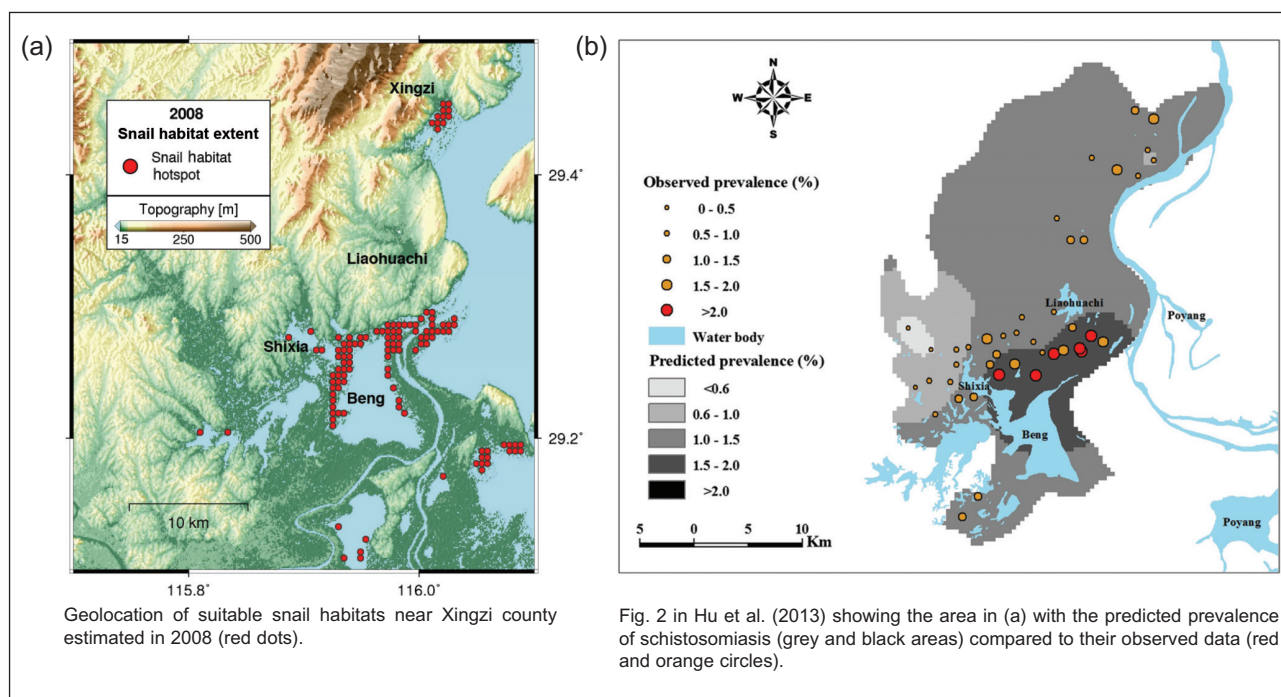 (a)
Xingzi
2008
Snail habitat extent
Snail habitat
hotspot
Topography [m]
15 250 500
Liaohuachi
Shixia
Beng
10 km
29.4
29.2
115.8° 116.0°
Geolocation of suitable snail habitats near Xingzi county
estimated in 2008 (red dots).
(b)
N
W E
S
Observed prevalence (%)
0 - 0.5
0.5 - 1.0
1.0 - 1.5
1.5 - 2.0
>2.0
Water body
Predicted prevalence (%)
<0.6
0.6 - 1.0
1.0 - 1.5
1.5 - 2.0
>2.0
5 0 5 10
Km
Liaohuachi
Poyang
Shixia
Beng
Poyang
Fig. 2 in Hu et al. (2013) showing the area in (a) with the predicted prevalence
of schistosomiasis (grey and black areas) compared to their observed data (red
and orange circles).